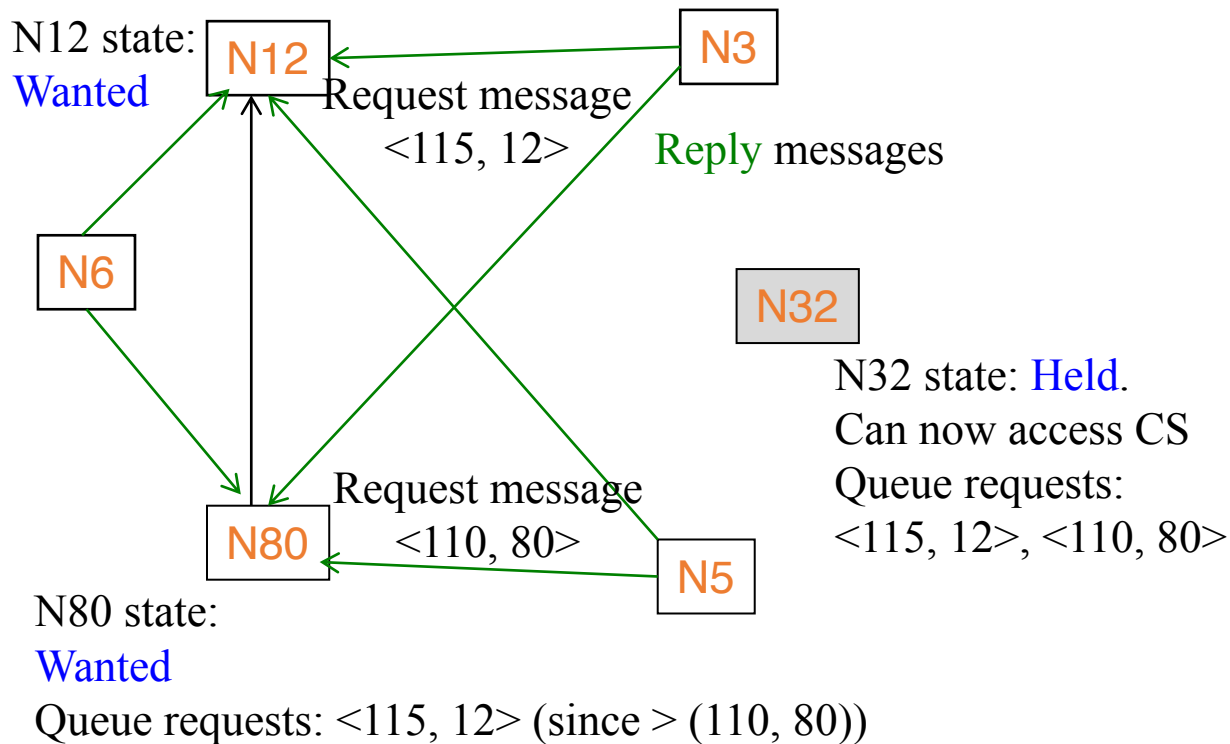 N12 state:
Wanted
N12
N3
Request message
<115, 12>
Reply messages
N6
N32
N32 state: Held.
Can now access CS
Queue requests:
<115, 12>, <110, 80>
Request message
<110, 80>
N80
N5
N80 state:
Wanted
Queue requests: <115, 12> (since > (110, 80))